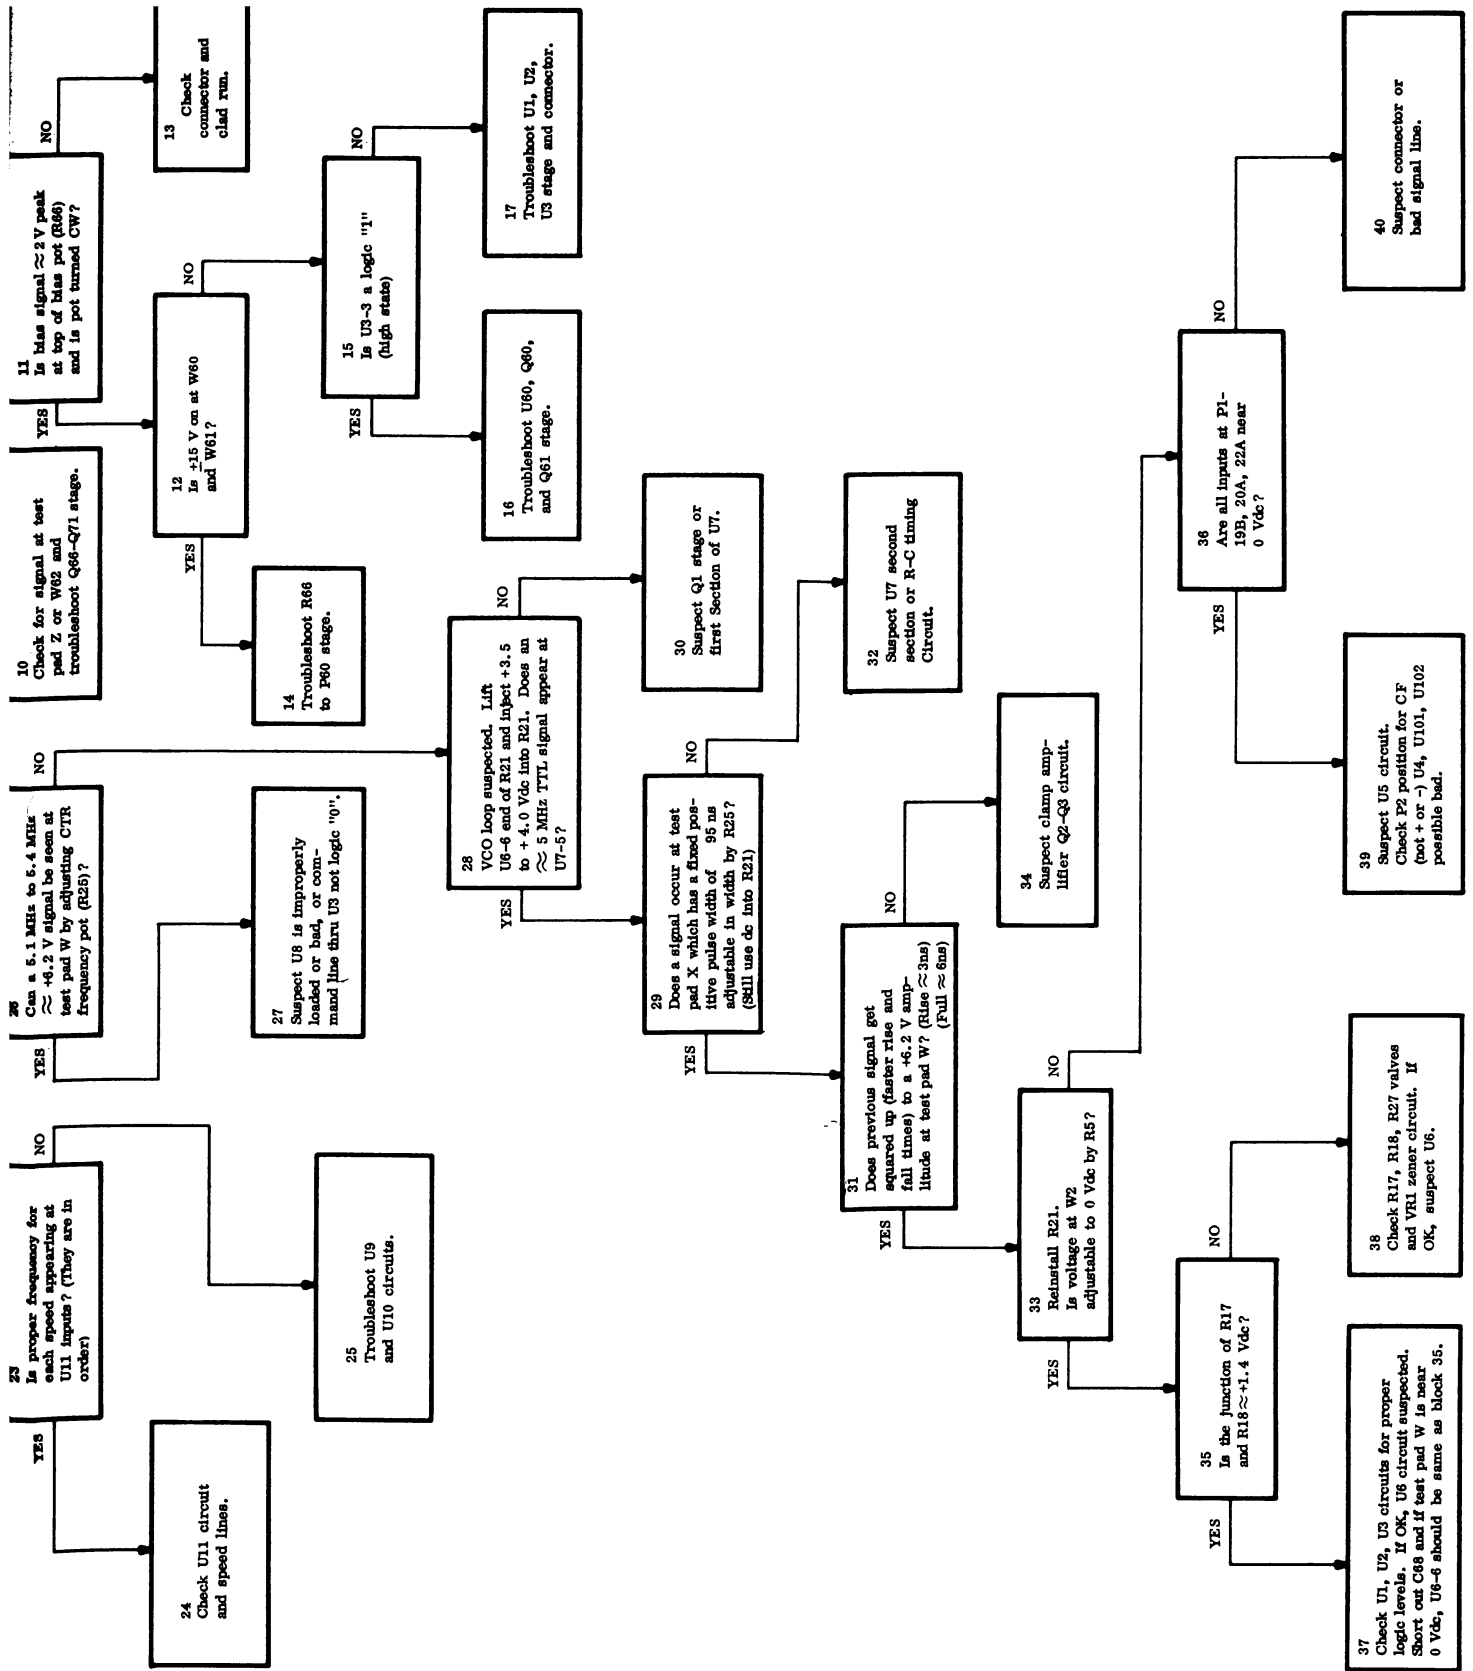 23
Is proper frequency for
each speed appearing at
U11 inputs? (They are in
order)
YES
NO
24
Check U11 circuit
and speed lines.
25
Troubleshoot U9
and U10 circuits.
Can a 5.1 MHz to 5.4 MHz
≈ +6.2 V signal be seen at
test pad W by adjusting CTR
frequency pot (R25)?
YES
NO
27
Suspect U8 is improperly
loaded or bad, or com-
mand line thru U3 not logic "0".
10
Check for signal at test
pad Z or W62 and
troubleshoot Q66-Q71 stage.
11
Is bias signal ≈ 2 V peak
at top of bias pot (R66)
and is pot turned CW?
YES
NO
12
Is ±15 V on at W60
and W61?
YES
NO
13
Check
connector and
clad run.
14
Troubleshoot R66
to P60 stage.
15
Is U3-3 a logic "1"
(high state)
YES
NO
16
Troubleshoot U60, Q60,
and Q61 stage.
17
Troubleshoot U1, U2,
U3 stage and connector.
28
VCO loop suspected. Lift
U6-6 end of R21 and inject +3.5
to + 4.0 Vdc into R21. Does an
≈ 5 MHz TTL signal appear at
U7-5?
YES
NO
29
Does a signal occur at test
pad X which has a fixed pos-
itive pulse width of 95 ns
adjustable in width by R25?
(Still use dc into R21)
YES
NO
30
Suspect Q1 stage or
first Section of U7.
31
Does previous signal get
squared up (faster rise and
fall times) to a +6.2 V amp-
litude at test pad W? (Rise ≈ 3ns)
(Full ≈ 6ns)
YES
NO
32
Suspect U7 second
section or R-C timing
Circuit.
33
Reinstall R21.
Is voltage at W2
adjustable to 0 Vdc by R5?
YES
NO
34
Suspect clamp amp-
lifier Q2-Q3 circuit.
35
Is the junction of R17
and R18 ≈ +1.4 Vdc?
YES
NO
36
Are all inputs at P1-
19B, 20A, 22A near
0 Vdc?
YES
NO
37
Check U1, U2, U3 circuits for proper
logic levels. If OK, U6 circuit suspected.
Short out C68 and if test pad W is near
0 Vdc, U6-6 should be same as block 35.
38
Check R17, R18, R27 valves
and VR1 zener circuit. If
OK, suspect U6.
39
Suspect U5 circuit.
Check P2 position for CF
(not + or -) U4, U101, U102
possible bad.
40
Suspect connector or
bad signal line.